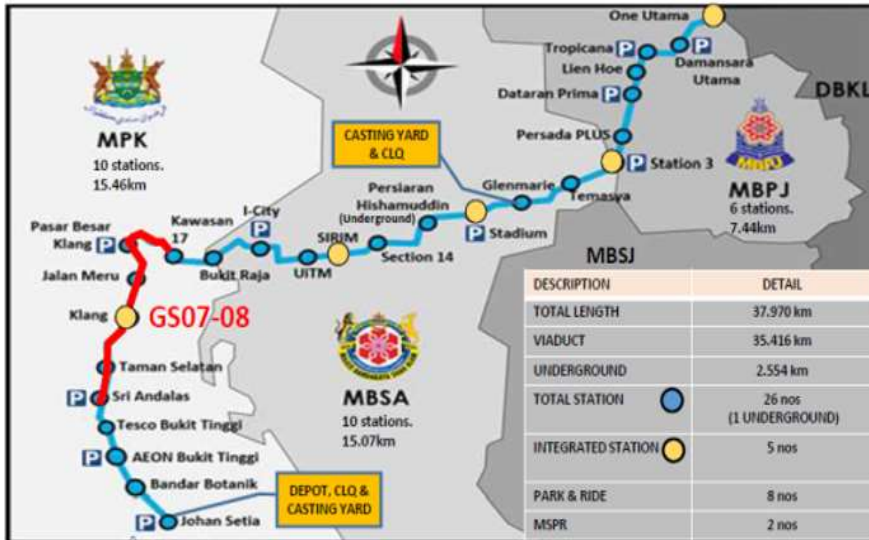 One Utama
Tropicana P
P
Damansara
Utama
Lien Hoe
Dataran Prima P
DBKL
MPK
10 stations.
15.46km
CASTING YARD
& CLQ
Persada PLUS
MBPJ
P Station 3
MBPJ
6 stations.
7.44km
Glenmarie
Temasya
Persiaran
Hishamuddin
(Underground)
I-City
P
Kawasan
17
Pasar Besar
Klang P
SIRIM
P Stadium
Section 14
UiTM
Bukit Raja
MBSJ
Jalan Meru
Klang
GS07-08
DESCRIPTION DETAIL
TOTAL LENGTH 37.970 km
VIADUCT 35.416 km
UNDERGROUND 2.554 km
TOTAL STATION 26 nos
(1 UNDERGROUND)
INTEGRATED STATION 5 nos
PARK & RIDE 8 nos
MSPR 2 nos
Taman Selatan
P Sri Andalas
MBSA
10 stations.
15.07km
Tesco Bukit Tinggi
P AEON Bukit Tinggi
Bandar Botanik
DEPOT, CLQ &
CASTING YARD
P Johan Setia